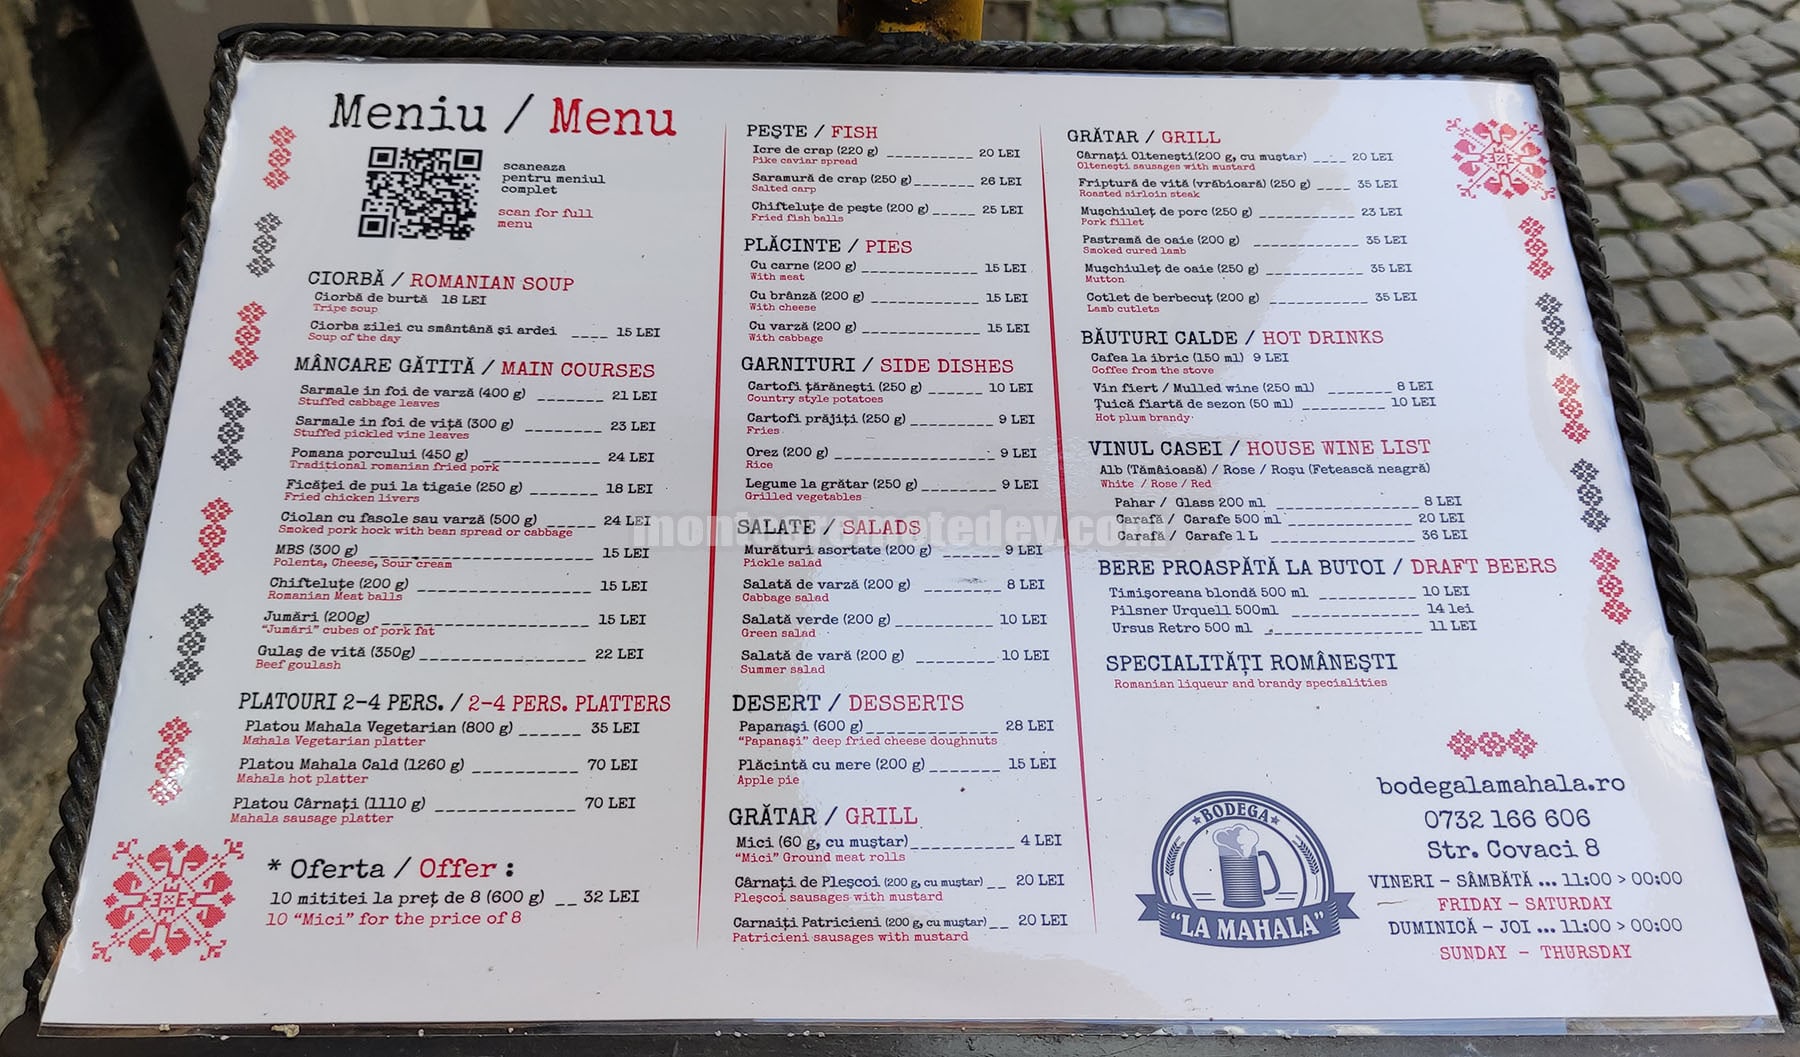 Meniu / Menu
scaneaza
pentru meniul
complet
scan for full
menu
CIORBĂ / ROMANIAN SOUP
Ciorbă de burtă 18 LEI
Tripe soup
Ciorba zilei cu smântână și ardei ____ 15 LEI
Soup of the day
MÂNCARE GĂTITĂ / MAIN COURSES
Sarmale in foi de varză (400 g) _______ 21 LEI
Stuffed cabbage leaves
Sarmale in foi de viță (300 g) ________ 23 LEI
Stuffed pickled vine leaves
Pomana porcului (450 g) ____________ 24 LEI
Traditional romanian fried pork
Ficăței de pui la tigaie (250 g) _______ 18 LEI
Fried chicken livers
Ciolan cu fasole sau varză (500 g) _____ 24 LEI
Smoked pork hock with bean spread or cabbage
MBS (300 g) ______________________ 15 LEI
Polenta, Cheese, Sour cream
Chifteluțe (200 g) __________________ 15 LEI
Romanian Meat balls
Jumări (200g) ______________________ 15 LEI
"Jumări" cubes of pork fat
Gulaș de vită (350g) _________________ 22 LEI
Beef goulash
PLATOURI 2-4 PERS. / 2-4 PERS. PLATTERS
Platou Mahala Vegetarian (800 g) ______ 35 LEI
Mahala Vegetarian platter
Platou Mahala Cald (1260 g) ___________ 70 LEI
Mahala hot platter
Platou Cârnați (1110 g) ______________ 70 LEI
Mahala sausage platter
* Oferta / Offer :
10 mititei la preț de 8 (600 g) __ 32 LEI
10 "Mici" for the price of 8
PEȘTE / FISH
Icre de crap (220 g) __________ 20 LEI
Pike caviar spread
Saramură de crap (250 g)_______ 26 LEI
Salted carp
Chifteluțe de pește (200 g) _____ 25 LEI
Fried fish balls
PLĂCINTE / PIES
Cu carne (200 g) ______________ 15 LEI
With meat
Cu brânză (200 g) _____________ 15 LEI
With cheese
Cu varză (200 g) ______________ 15 LEI
With cabbage
GARNITURI / SIDE DISHES
Cartofi țărănești (250 g) ________ 10 LEI
Country style potatoes
Cartofi prăjiți (250 g) __________ 9 LEI
Fries
Orez (200 g) ___________________ 9 LEI
Rice
Legume la grătar (250 g)_________ 9 LEI
Grilled vegetables
SALATE / SALADS
Murături asortate (200 g) ________ 9 LEI
Pickle salad
Salată de varză (200 g) __________ 8 LEI
Cabbage salad
Salată verde (200 g)____________ 10 LEI
Green salad
Salată de vară (200 g) __________ 10 LEI
Summer salad
DESERT / DESSERTS
Papanași (600 g) ________________ 28 LEI
"Papanași" deep fried cheese doughnuts
Plăcintă cu mere (200 g) ________ 15 LEI
Apple pie
GRĂTAR / GRILL
Mici (60 g, cu muștar)____________ 4 LEI
"Mici" Ground meat rolls
Cârnați de Pleșcoi (200 g, cu muștar) __ 20 LEI
Pleșcoi sausages with mustard
Carnaiți Patricieni (200 g, cu muștar)__ 20 LEI
Patricieni sausages with mustard
GRĂTAR / GRILL
Cârnați Oltenești(200 g, cu muștar) ____ 20 LEI
Oltenești sausages with mustard
Friptură de vită (vrăbioară) (250 g) ____ 35 LEI
Roasted sirloin steak
Mușchiuleț de porc (250 g) ___________ 23 LEI
Pork fillet
Pastramă de oaie (200 g) _____________ 35 LEI
Smoked cured lamb
Mușchiuleț de oaie (250 g) ___________ 35 LEI
Mutton
Cotlet de berbecuț (200 g) ____________ 35 LEI
Lamb cutlets
BĂUTURI CALDE / HOT DRINKS
Cafea la ibric (150 ml) 9 LEI
Coffee from the stove
Vin fiert / Mulled wine (250 ml) ________ 8 LEI
Țuică fiartă de sezon (50 ml) __________ 10 LEI
Hot plum brandy
VINUL CASEI / HOUSE WINE LIST
Alb (Tămâioasă) / Rose / Roșu (Fetească neagră)
White / Rose / Red
Pahar / Glass 200 ml _______________ 8 LEI
Carafă / Carafe 500 ml ______________ 20 LEI
Carafă / Carafe 1 L ________________ 36 LEI
BERE PROASPĂTĂ LA BUTOI / DRAFT BEERS
Timișoreana blondă 500 ml ___________ 10 LEI
Pilsner Urquell 500ml ______________ 14 lei
Ursus Retro 500 ml _________________ 11 LEI
SPECIALITĂȚI ROMÂNEȘTI
Romanian liqueur and brandy specialities
BODEGA
"LA MAHALA"
bodegalamahala.ro
0732 166 606
Str. Covaci 8
VINERI - SÂMBĂTĂ ... 11:00 > 00:00
FRIDAY - SATURDAY
DUMINICĂ - JOI ... 11:00 > 00:00
SUNDAY - THURSDAY
montearemotedev.com